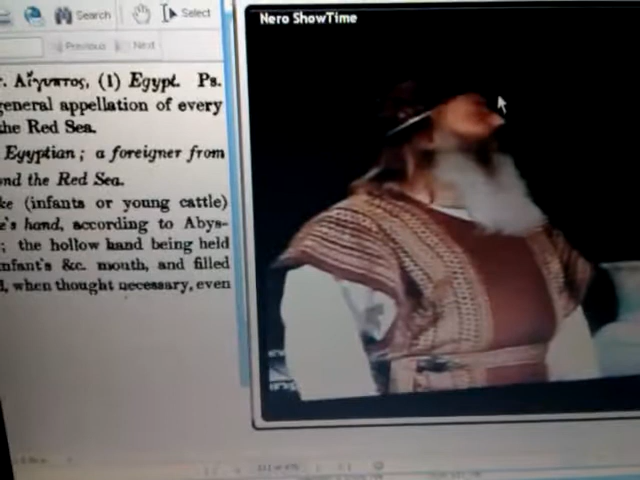 Search
Select
Previous
Next
Nero ShowTime
r. Αἴγυπτος, (1) Egypt. Ps.
general appellation of every
the Red Sea.
Egyptian; a foreigner from
ond the Red Sea.
ke (infants or young cattle)
e's hand, according to Abys-
; the hollow hand being held
nfant's &c. mouth, and filled
l, when thought necessary, even